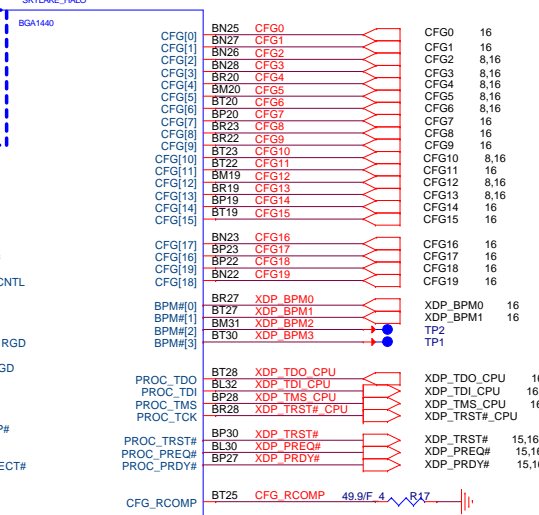 SKYLAKE_HALO
BGA1440
CFG[0] BN25 CFG0 CFG0 16
CFG[1] BN27 CFG1 CFG1 16
CFG[2] BN26 CFG2 CFG2 8,16
CFG[3] BN28 CFG3 CFG3 8,16
CFG[4] BR20 CFG4 CFG4 8,16
CFG[5] BM20 CFG5 CFG5 8,16
CFG[6] BT20 CFG6 CFG6 8,16
CFG[7] BP20 CFG7 CFG7 16
CFG[8] BR23 CFG8 CFG8 16
CFG[9] BR22 CFG9 CFG9 16
CFG[10] BT23 CFG10 CFG10 8,16
CFG[11] BT22 CFG11 CFG11 16
CFG[12] BM19 CFG12 CFG12 8,16
CFG[13] BR19 CFG13 CFG13 8,16
CFG[14] BP19 CFG14 CFG14 16
CFG[15] BT19 CFG15 CFG15 16
CFG[17] BN23 CFG16 CFG16 16
CFG[16] BP23 CFG17 CFG17 16
CFG[19] BP22 CFG18 CFG18 16
CNTL CFG[18] BN22 CFG19 CFG19 16
BPM#[0] BR27 XDP_BPM0 XDP_BPM0 16
BPM#[1] BT27 XDP_BPM1 XDP_BPM1 16
BPM#[2] BM31 XDP_BPM2 TP2
RGD BPM#[3] BT30 XDP_BPM3 TP1
GD
PROC_TDO BT28 XDP_TDO_CPU XDP_TDO_CPU 16
PROC_TDI BL32 XDP_TDI_CPU XDP_TDI_CPU 16
PROC_TMS BP28 XDP_TMS_CPU XDP_TMS_CPU 16
PROC_TCK BR28 XDP_TRST#_CPU XDP_TRST#_CPU
P#
PROC_TRST# BP30 XDP_TRST# XDP_TRST# 15,16
PROC_PREQ# BL30 XDP_PREQ# XDP_PREQ# 15,16
ECT# PROC_PRDY# BP27 XDP_PRDY# XDP_PRDY# 15,16
CFG_RCOMP BT25 CFG_RCOMP 49.9/F_4 R17